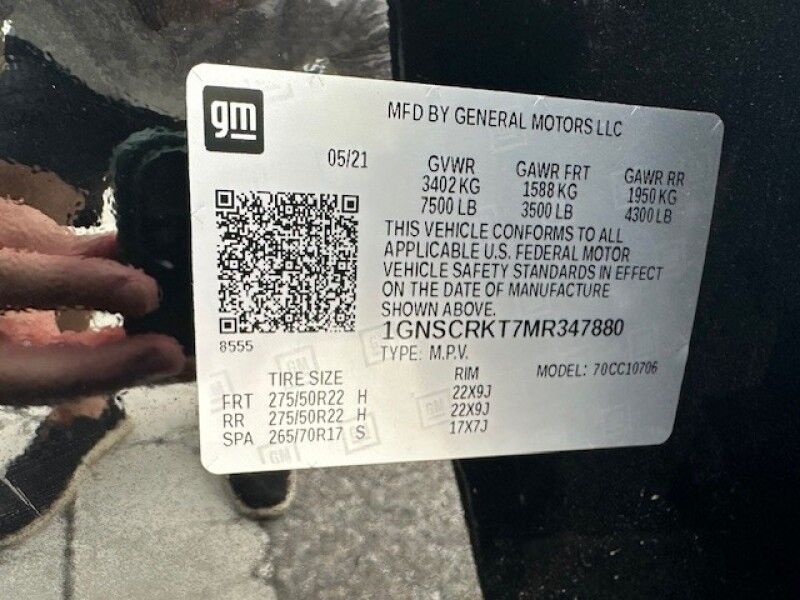 gm
MFD BY GENERAL MOTORS LLC
05/21
GVWR GAWR FRT GAWR RR
3402 KG 1588 KG 1950 KG
7500 LB 3500 LB 4300 LB
THIS VEHICLE CONFORMS TO ALL
APPLICABLE U.S. FEDERAL MOTOR
VEHICLE SAFETY STANDARDS IN EFFECT
ON THE DATE OF MANUFACTURE
SHOWN ABOVE.
1GNSCRKT7MR347880
8555
TYPE: M.P.V.
MODEL: 70CC10706
TIRE SIZE RIM
FRT 275/50R22 H 22X9J
RR 275/50R22 H 22X9J
SPA 265/70R17 S 17X7J